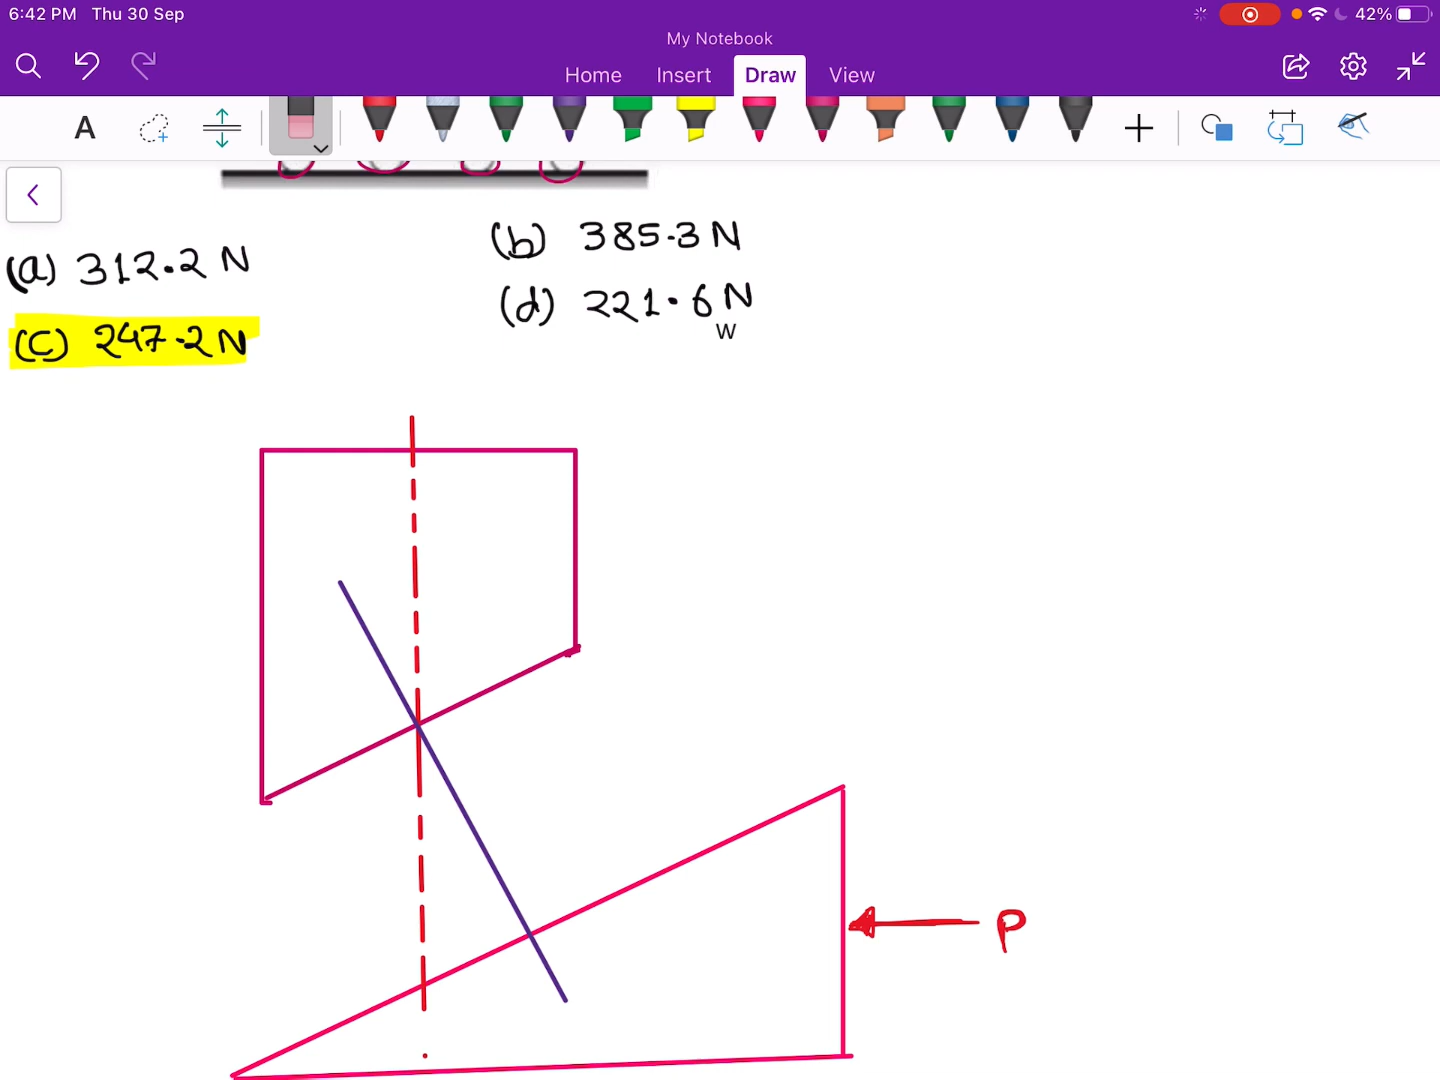 6:42 PM Thu 30 Sep
42%
My Notebook
Home Insert Draw View
A
(a) 312.2 N
(b) 385.3 N
(c) 247.2 N
(d) 221.6 N
W
P